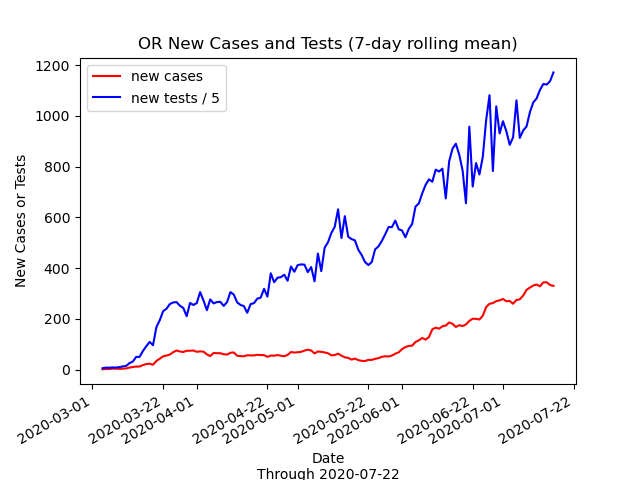 OR New Cases and Tests (7-day rolling mean)
new cases
new tests / 5
New Cases or Tests
1200
1000
800
600
400
200
0
2020-03-01
2020-03-22
2020-04-01
2020-04-22
2020-05-01
2020-05-22
2020-06-01
2020-06-22
2020-07-01
2020-07-22
Date
Through 2020-07-22